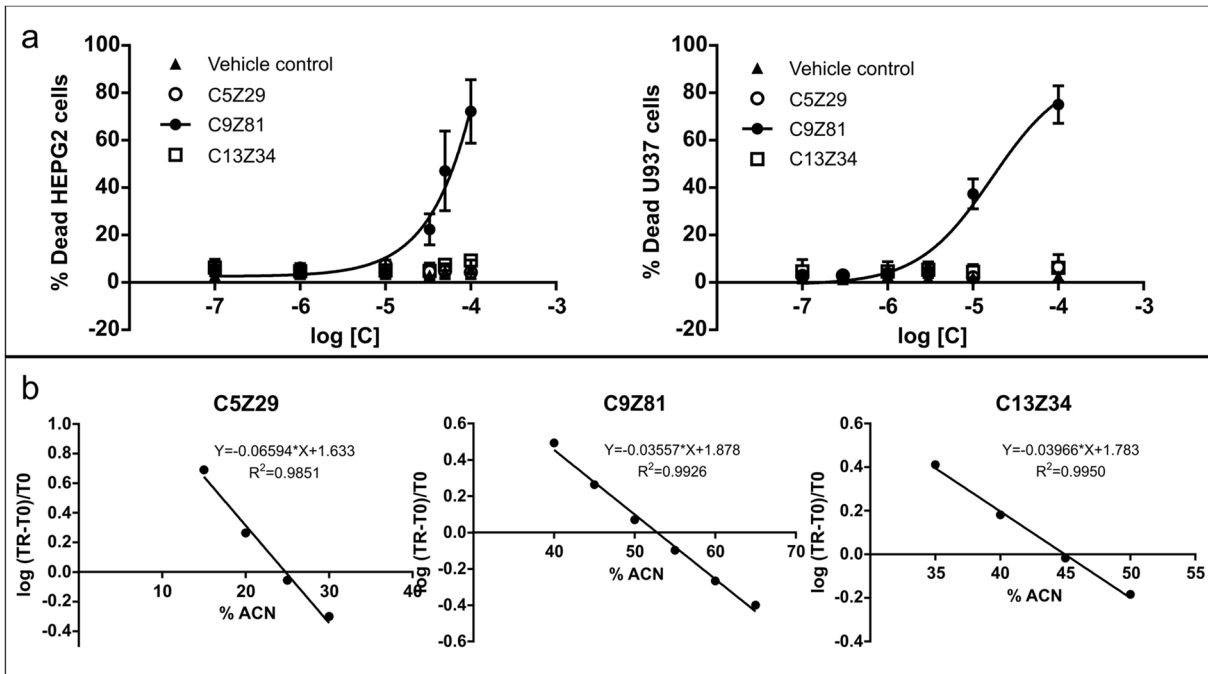 a
% Dead HEPG2 cells
100
80
60
40
20
0
-20
Vehicle control
C5Z29
C9Z81
C13Z34
-7
-6
-5
-4
-3
log [C]
% Dead U937 cells
100
80
60
40
20
0
-20
Vehicle control
C5Z29
C9Z81
C13Z34
-7
-6
-5
-4
-3
log [C]
b
C5Z29
log (TR-T0)/T0
1.0
0.8
0.6
0.4
0.2
0.0
-0.2
-0.4
Y=-0.06594*X+1.633
R²=0.9851
10
20
30
40
% ACN
C9Z81
log (TR-T0)/T0
0.6
0.4
0.2
0.0
-0.2
-0.4
-0.6
Y=-0.03557*X+1.878
R²=0.9926
40
50
60
70
% ACN
C13Z34
log (TR-T0)/T0
0.6
0.4
0.2
0.0
-0.2
-0.4
Y=-0.03966*X+1.783
R²=0.9950
35
40
45
50
55
% ACN